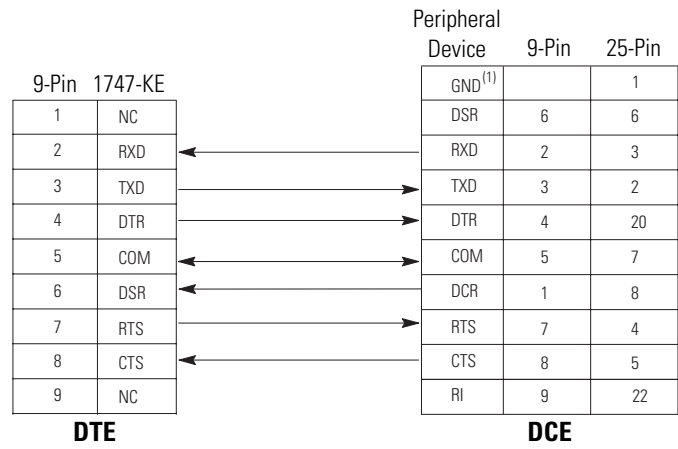 Peripheral
Device 9-Pin 25-Pin
9-Pin 1747-KE
GND(1) 1
1 NC
DSR 6 6
2 RXD
RXD 2 3
3 TXD
TXD 3 2
4 DTR
DTR 4 20
5 COM
COM 5 7
6 DSR
DCR 1 8
7 RTS
RTS 7 4
8 CTS
CTS 8 5
9 NC
RI 9 22
DTE DCE